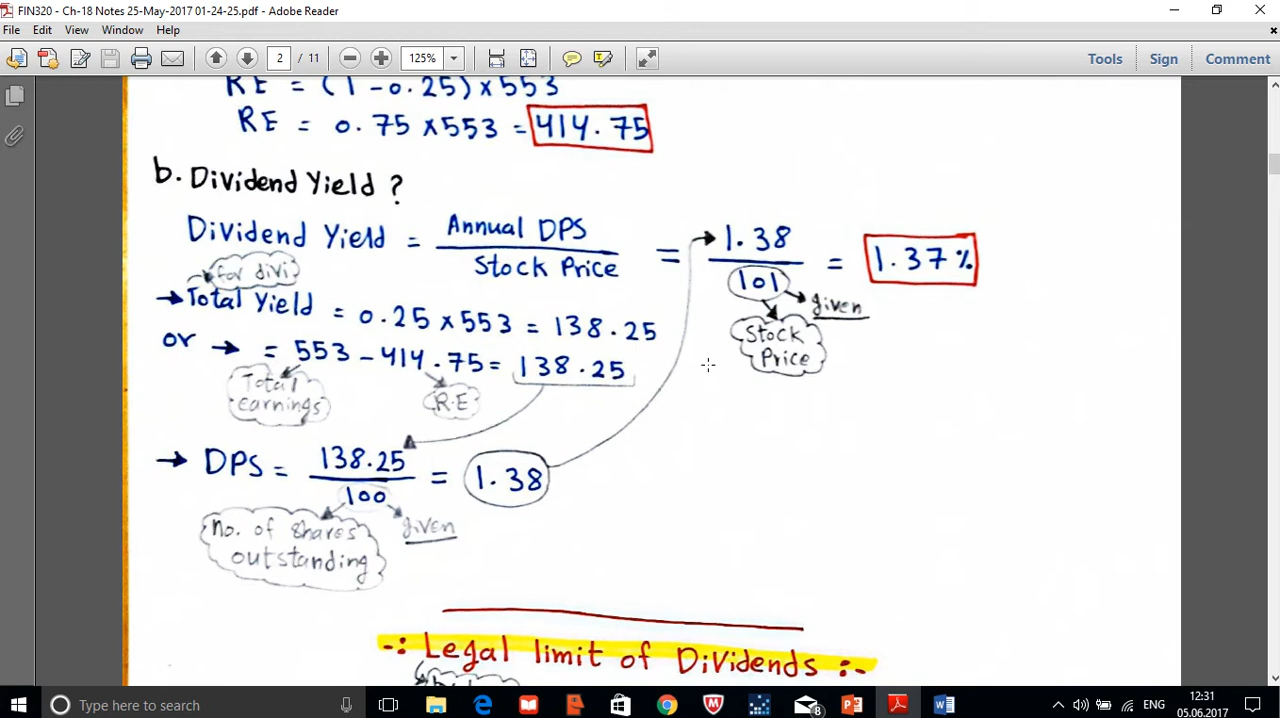 FIN320 - Ch-18 Notes 25-May-2017 01-24-25.pdf - Adobe Reader
File Edit View Window Help
2 / 11 125% Tools Sign Comment
RE = (1-0.25)×553
RE = 0.75 ×553 = 414.75
b. Dividend Yield ?
Dividend Yield = Annual DPS / Stock Price = 1.38 / 101 = 1.37%
for divi
given
Stock Price
→ Total Yield = 0.25 ×553 = 138.25
or → = 553 - 414.75 = 138.25
Total earnings
R.E
→ DPS = 138.25 / 100 = 1.38
No. of shares outstanding
given
-: Legal limit of Dividends :-
Type here to search
8
ENG
12:31
05.06.2017